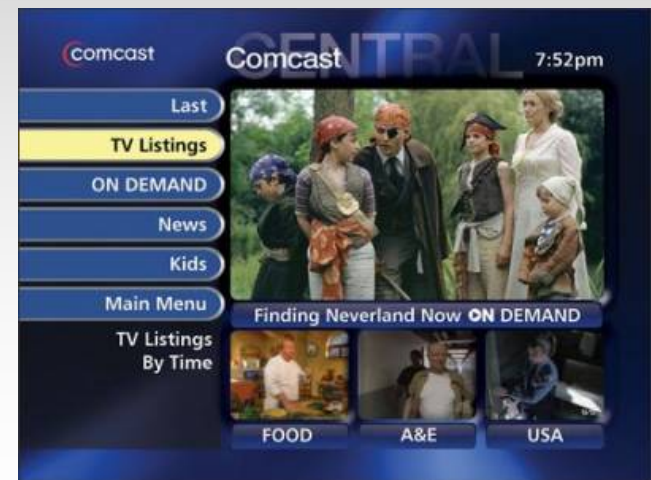 comcast
CENTRAL
Comcast
7:52pm
Last
TV Listings
ON DEMAND
News
Kids
Main Menu
TV Listings
By Time
Finding Neverland Now ON DEMAND
FOOD
A&E
USA